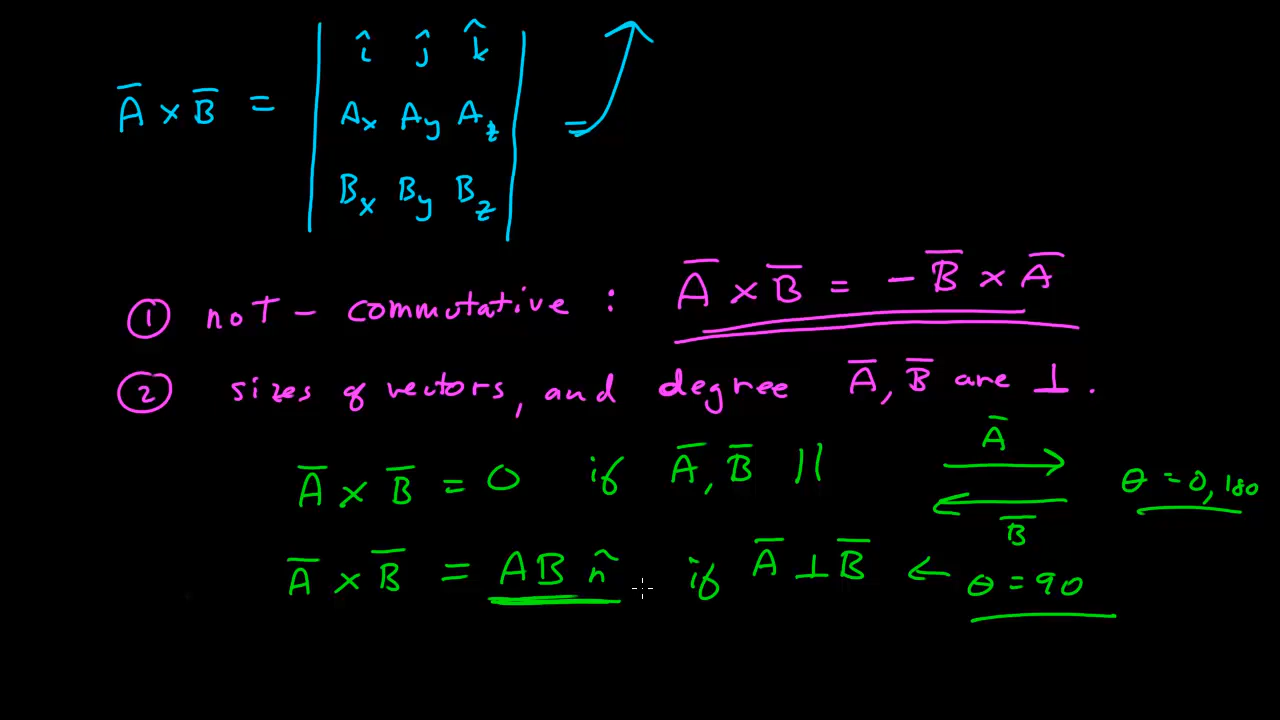 î ĵ k̂
A̅ × B̅ = | Ax Ay Az | =
Bx By Bz
① not - commutative : A̅ × B̅ = - B̅ × A̅
② sizes of vectors, and degree A̅, B̅ are ⊥ .
A̅
A̅ × B̅ = 0 if A̅, B̅ || θ = 0, 180
B̅
A̅ × B̅ = AB n̂ if A̅ ⊥ B̅ ← θ = 90